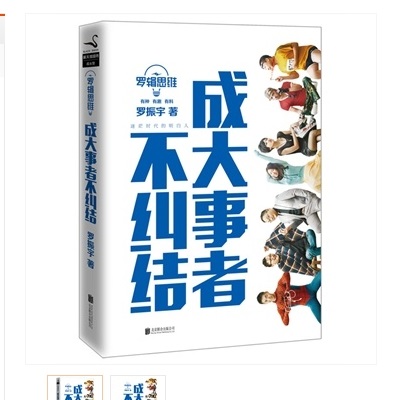 罗辑思维
成大事者不纠结
罗振宇 著
罗辑思维
有种 有趣 有料
罗振宇 著
成大事者
不纠结